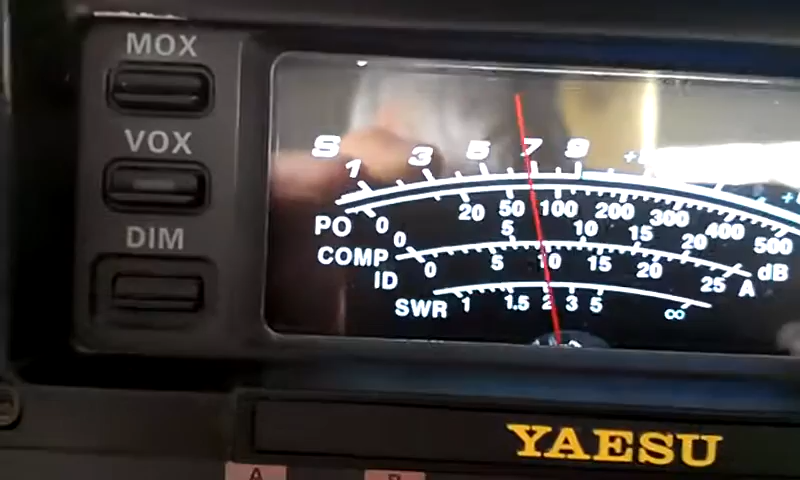 MOX
VOX
DIM
S 1 3 5 7 9
PO 0 20 50 100 200 300 400 500
COMP 0 5 10 15 20 dB
ID 0 5 10 15 20 25 A
SWR 1 1.5 2 3 5 ∞
YAESU
A